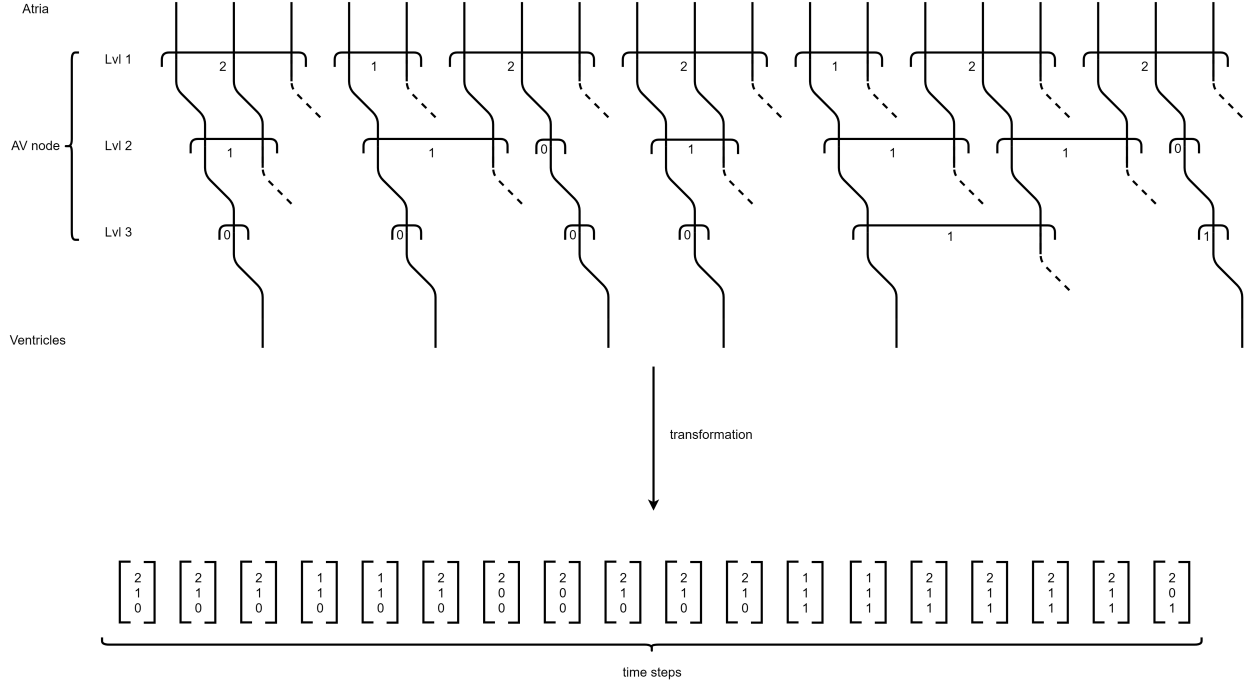 Atria
Lvl 1
2 1 2 2 1 2 2
AV node
Lvl 2
1 1 0 1 1 1 0
Lvl 3
0 0 0 0 1 1
Ventricles
transformation
2 2 2 1 1 2 2 2 2 2 2 1 1 2 2 2 2 2
1 1 1 1 1 1 0 0 1 1 1 1 1 1 1 1 1 0
0 0 0 0 0 0 0 0 0 0 0 1 1 1 1 1 1 1
time steps